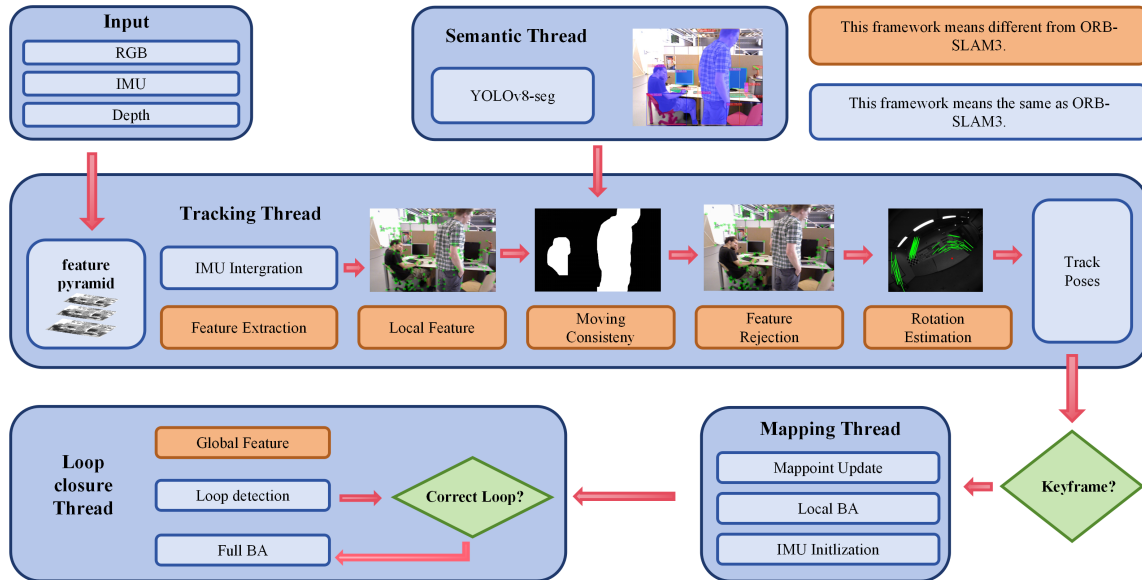 Input
RGB
IMU
Depth
Semantic Thread
YOLOv8-seg
This framework means different from ORB-
SLAM3.
This framework means the same as ORB-
SLAM3.
Tracking Thread
feature
pyramid
IMU Intergration
Feature Extraction
Local Feature
Moving
Consisteny
Feature
Rejection
Rotation
Estimation
Track
Poses
Loop
closure
Thread
Global Feature
Loop detection
Full BA
Correct Loop?
Mapping Thread
Mappoint Update
Local BA
IMU Initlization
Keyframe?